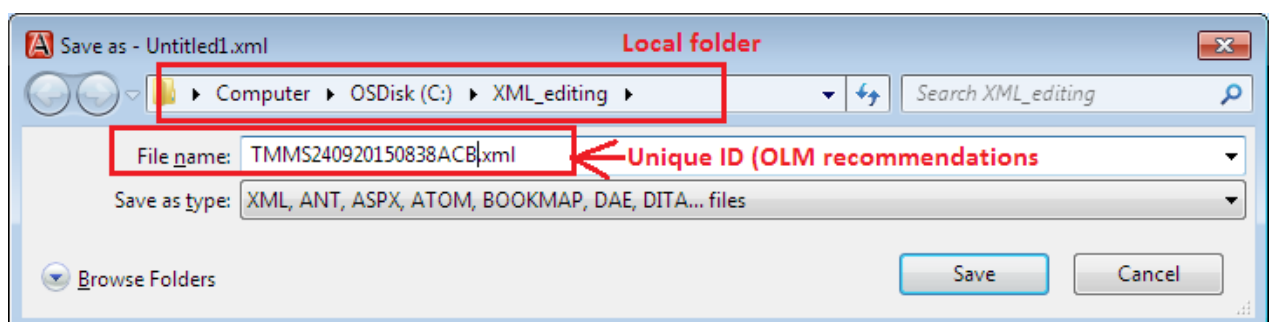 Save as - Untitled1.xml
Local folder
Computer OSDisk (C:) XML_editing
Search XML_editing
File name: TMMS240920150838ACB.xml
Unique ID (OLM recommendations
Save as type: XML, ANT, ASPX, ATOM, BOOKMAP, DAE, DITA... files
Browse Folders
Save
Cancel